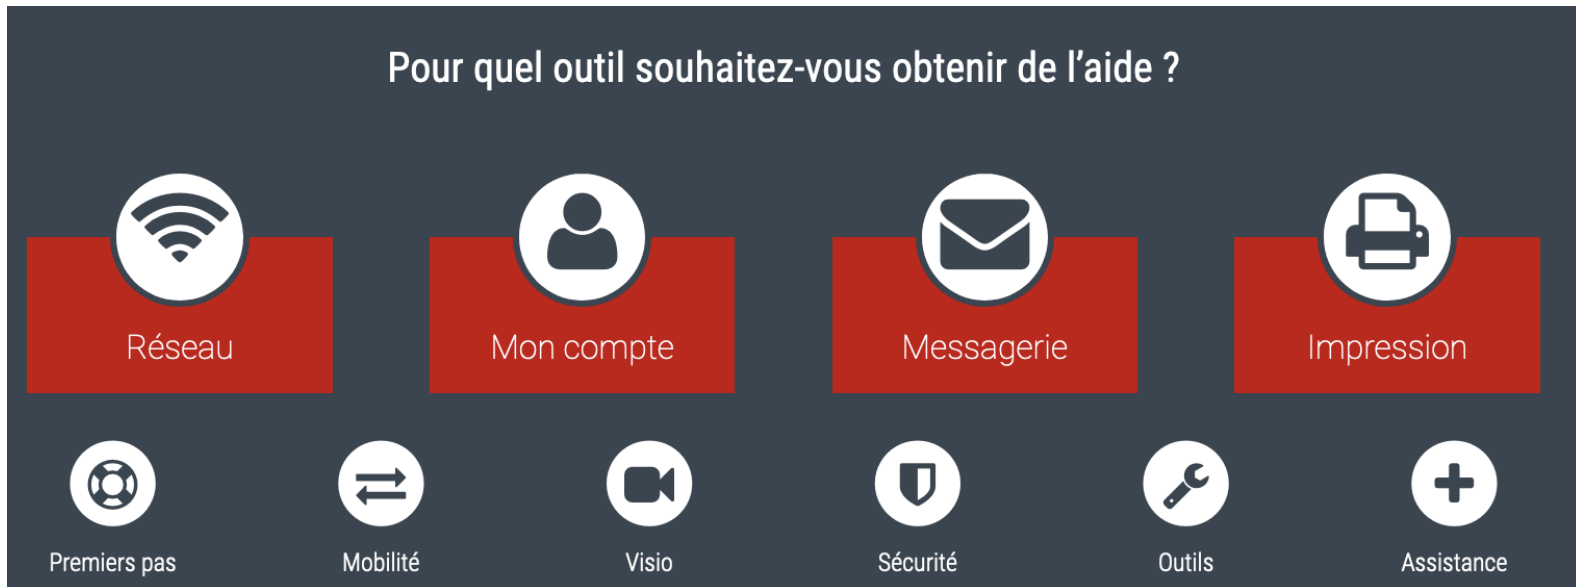 Pour quel outil souhaitez-vous obtenir de l’aide ?
Réseau
Mon compte
Messagerie
Impression
Premiers pas
Mobilité
Visio
Sécurité
Outils
Assistance